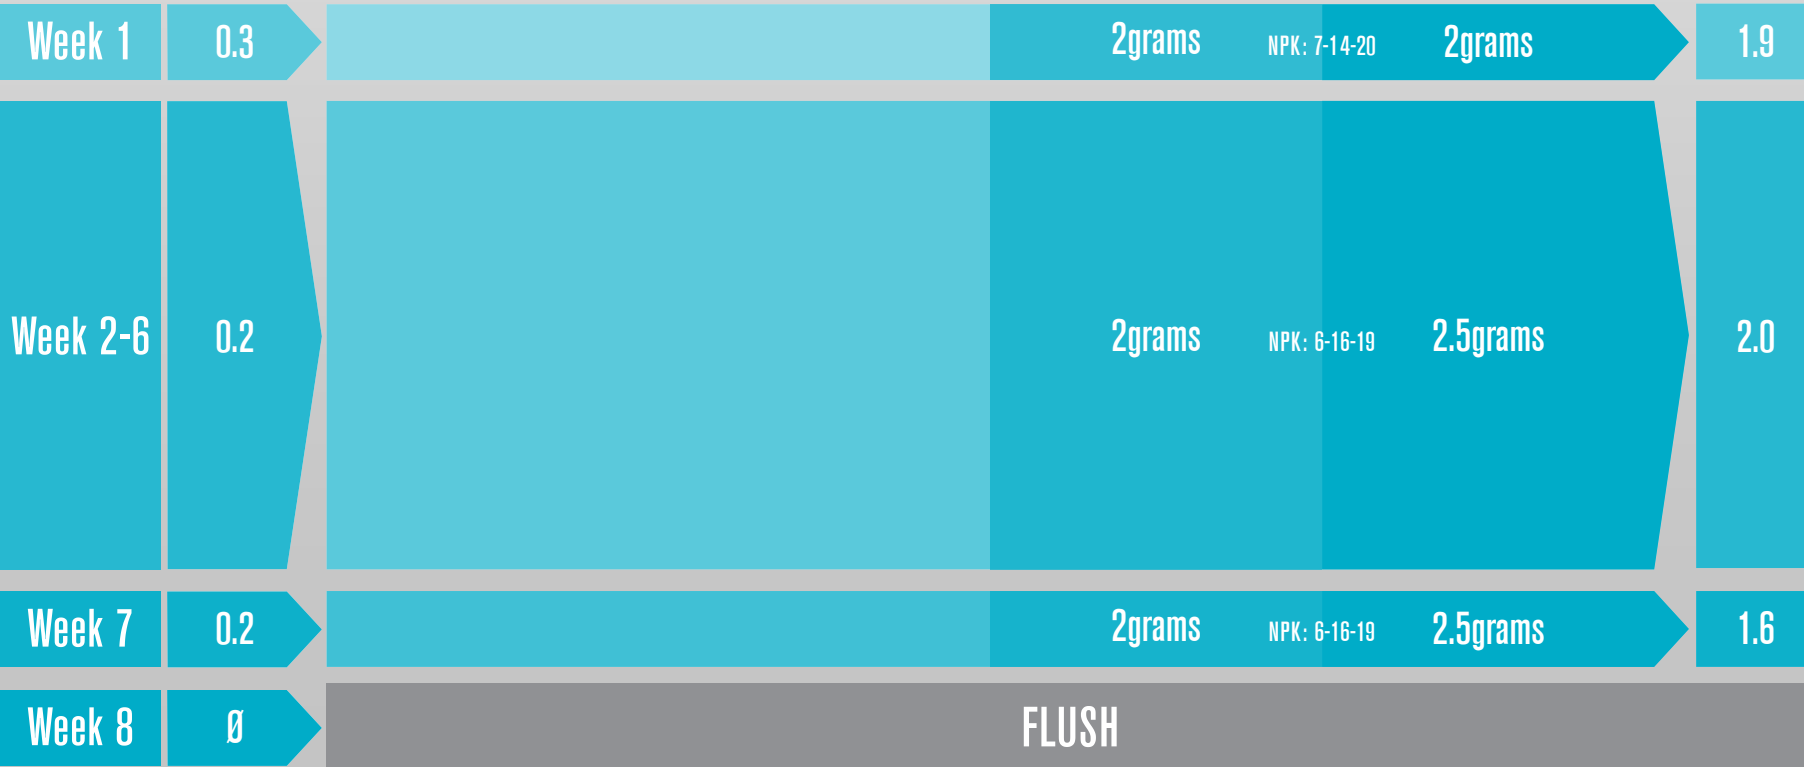 Week 1 0.3 2grams NPK: 7-14-20 2grams 1.9
Week 2-6 0.2 2grams NPK: 6-16-19 2.5grams 2.0
Week 7 0.2 2grams NPK: 6-16-19 2.5grams 1.6
Week 8 Ø FLUSH